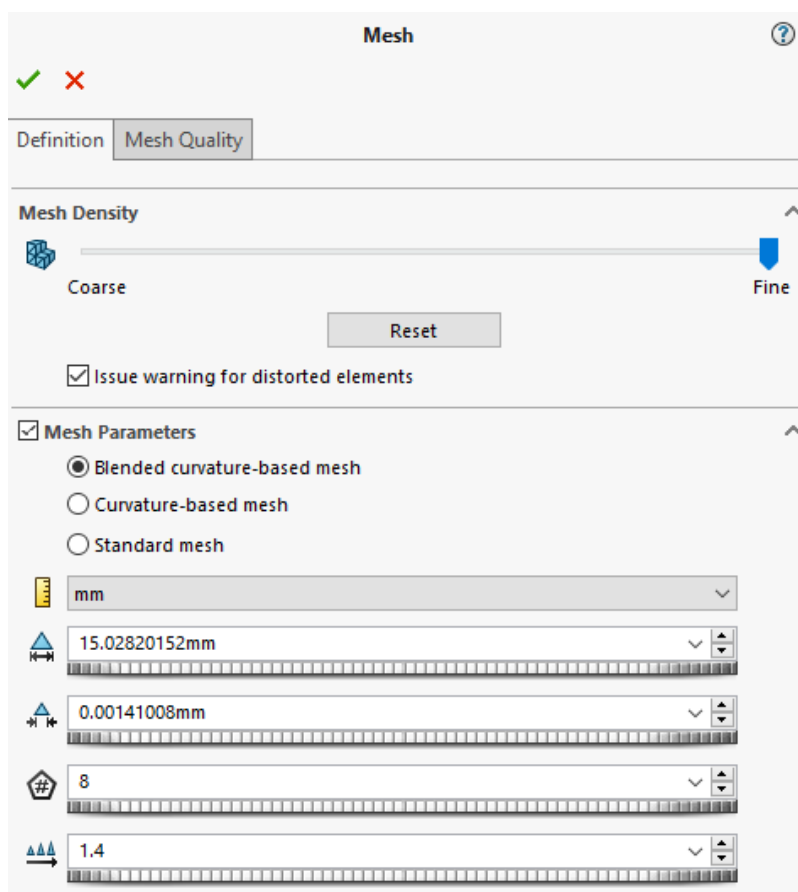 Mesh
Definition Mesh Quality
Mesh Density
Coarse Fine
Reset
Issue warning for distorted elements
Mesh Parameters
Blended curvature-based mesh
Curvature-based mesh
Standard mesh
mm
15.02820152mm
0.00141008mm
# 8
1.4